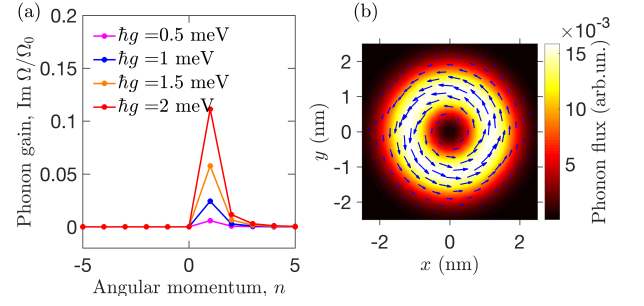 (a)
Phonon gain, Im Ω/Ω₀
0.2
0.15
0.1
0.05
0
ℏg =0.5 meV
ℏg =1 meV
ℏg =1.5 meV
ℏg =2 meV
-5 0 5
Angular momentum, n
(b)
y (nm)
2
1
0
-1
-2
-2 0 2
x (nm)
×10⁻³
15
10
5
Phonon flux (arb.un.)